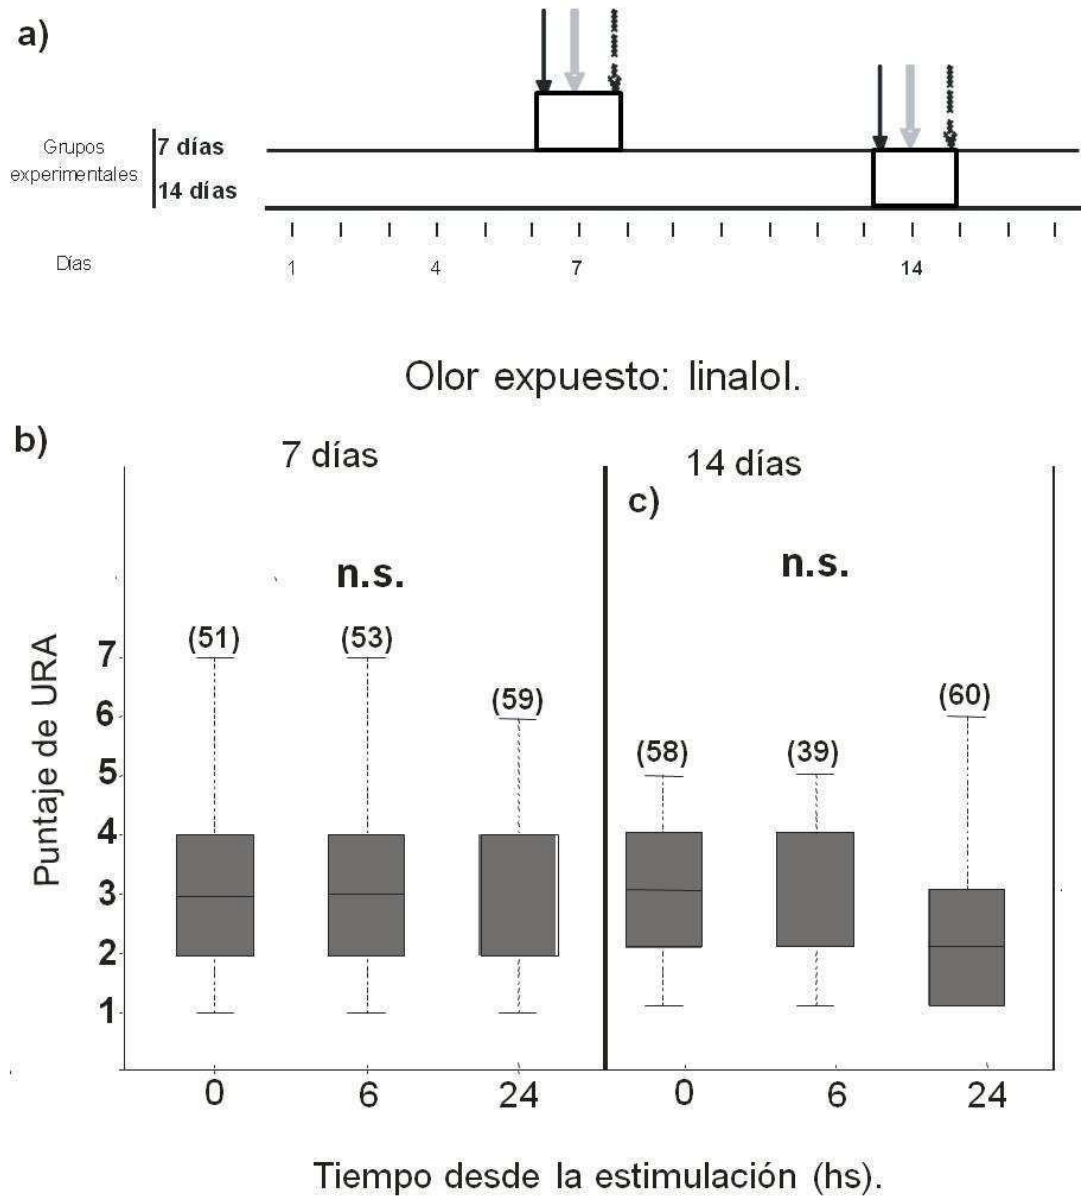 a)
Grupos
experimentales
7 días
14 días
Días
1 4 7 14
Olor expuesto: linalol.
b)
7 días
14 días
c)
n.s.
n.s.
(51) (53) (59)
(58) (39) (60)
Puntaje de URA
7
6
5
4
3
2
1
0 6 24 0 6 24
Tiempo desde la estimulación (hs).